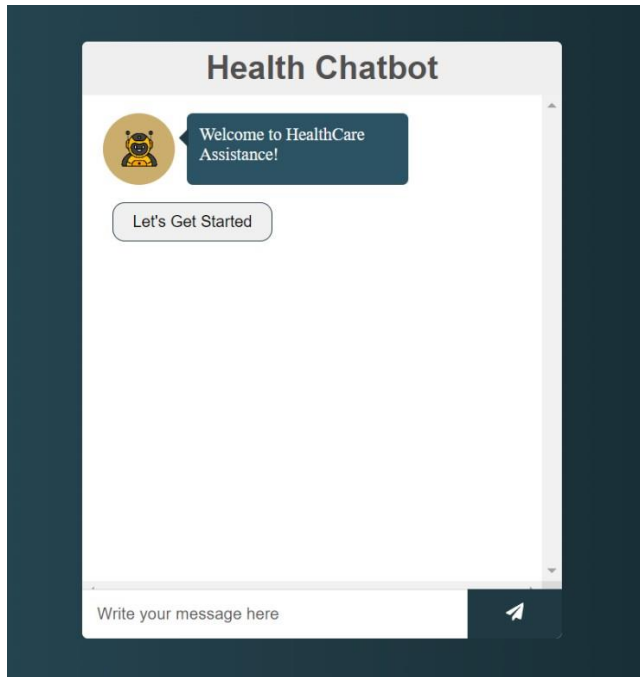 Health Chatbot
Welcome to HealthCare
Assistance!
Let's Get Started
Write your message here